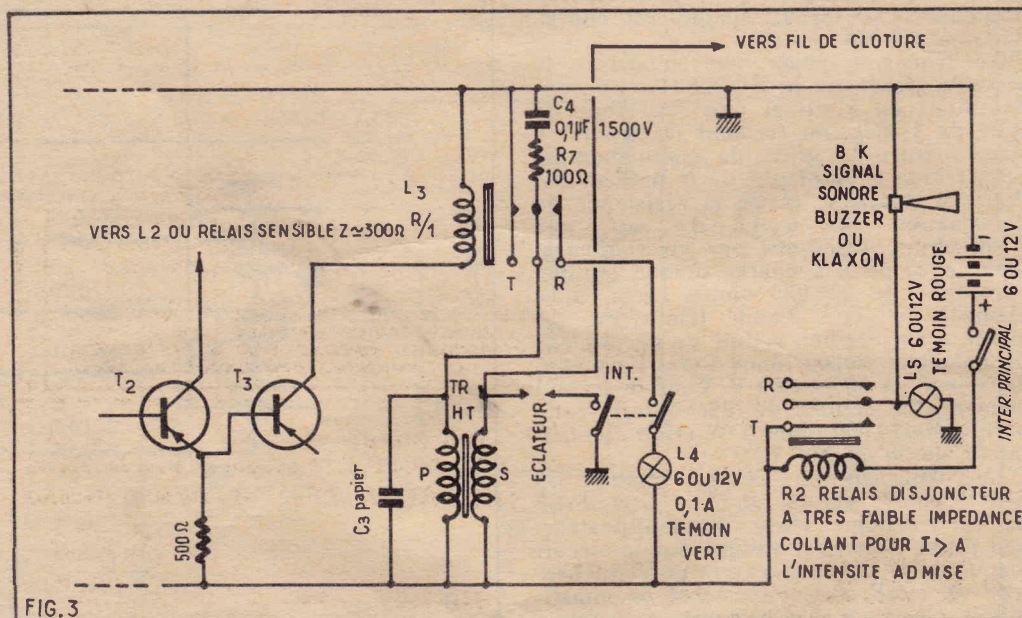 VERS FIL DE CLOTURE
C4
0,1µF 1500V
R7
100Ω
L3
R/1
VERS L2 OU RELAIS SENSIBLE Z≃300Ω
T
R
B K
SIGNAL
SONORE
BUZZER
OU
KLAXON
-
6 OU 12V
+
INTER. PRINCIPAL
L5 6 OU 12V
TEMOIN ROUGE
T2
T3
TR
HT
ECLATEUR
INT.
R
T
P
S
C3 papier
500Ω
L4
6 OU 12V
0,1 A
TEMOIN
VERT
R2 RELAIS DISJONCTEUR
A TRES FAIBLE IMPEDANCE
COLLANT POUR I > A
L'INTENSITE ADMISE
FIG.3